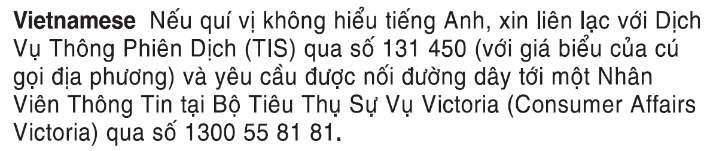 Vietnamese Nếu quí vị không hiểu tiếng Anh, xin liên lạc với Dịch
Vụ Thông Phiên Dịch (TIS) qua số 131 450 (với giá biểu của cú
gọi địa phương) và yêu cầu được nối đường dây tới một Nhân
Viên Thông Tin tại Bộ Tiêu Thụ Sự Vụ Victoria (Consumer Affairs
Victoria) qua số 1300 55 81 81.